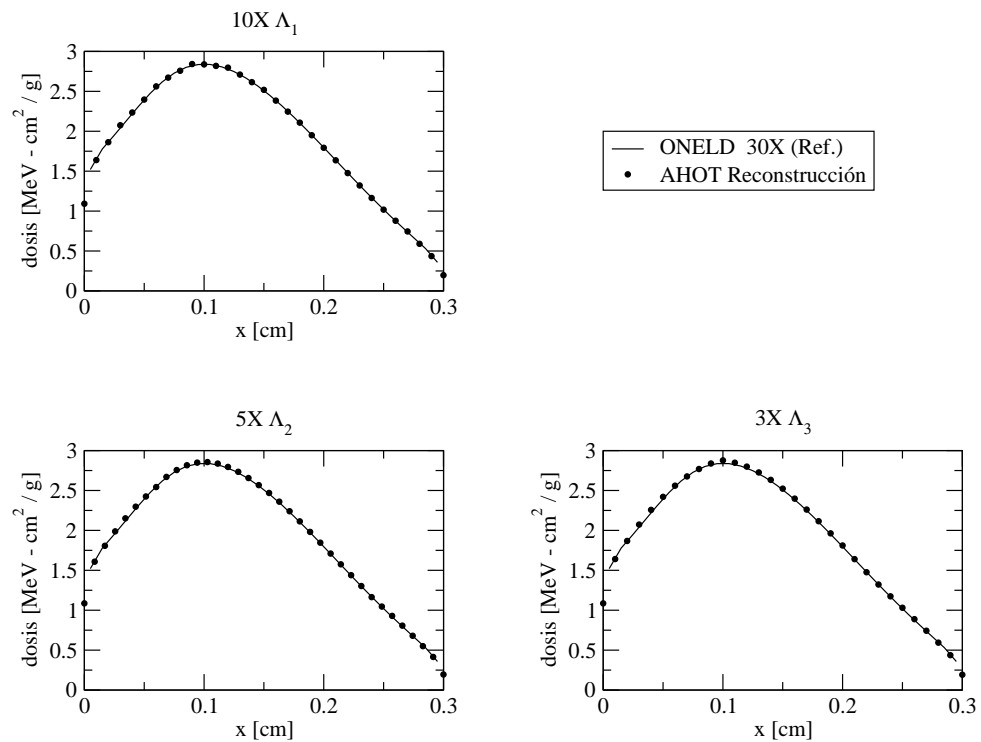 10X Λ₁
3
2.5
2
1.5
1
0.5
0
dosis [MeV - cm² / g]
0 0.1 0.2 0.3
x [cm]
ONELD 30X (Ref.)
AHOT Reconstrucción
5X Λ₂
3
2.5
2
1.5
1
0.5
0
dosis [MeV - cm² / g]
0 0.1 0.2 0.3
x [cm]
3X Λ₃
3
2.5
2
1.5
1
0.5
0
dosis [MeV - cm² / g]
0 0.1 0.2 0.3
x [cm]